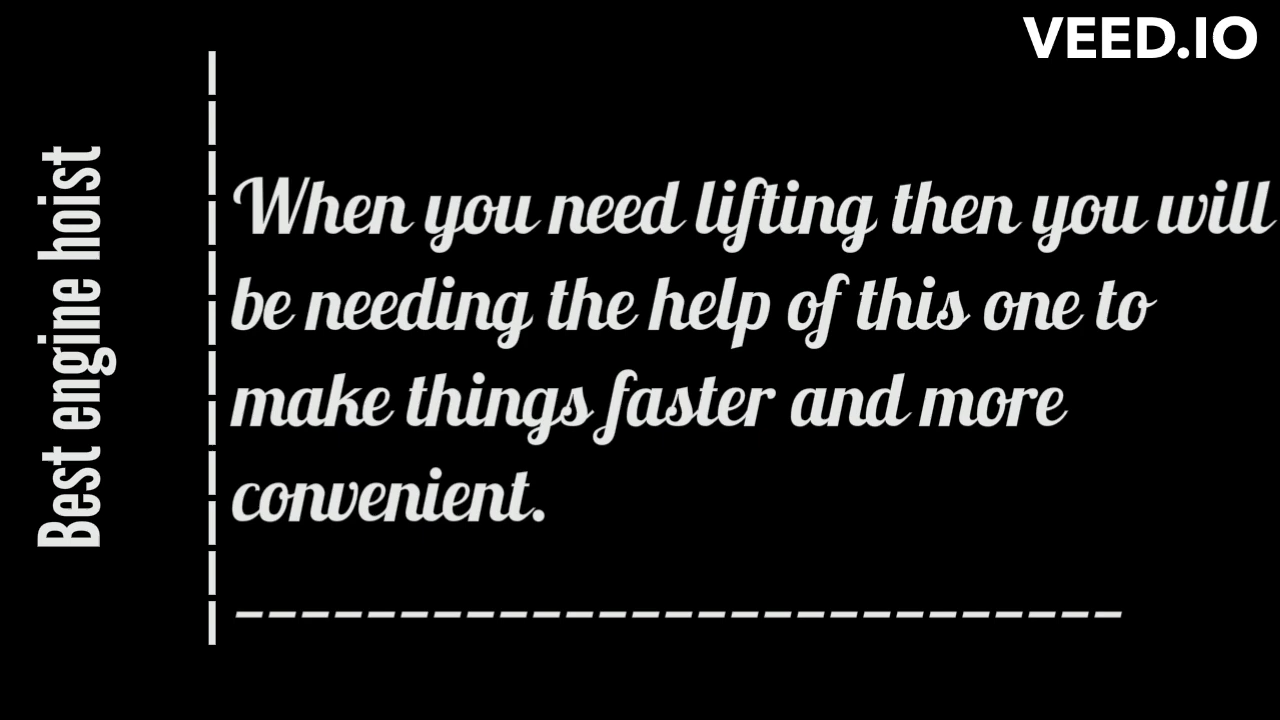 VEED.IO
Best engine hoist
When you need lifting then you will
be needing the help of this one to
make things faster and more
convenient.